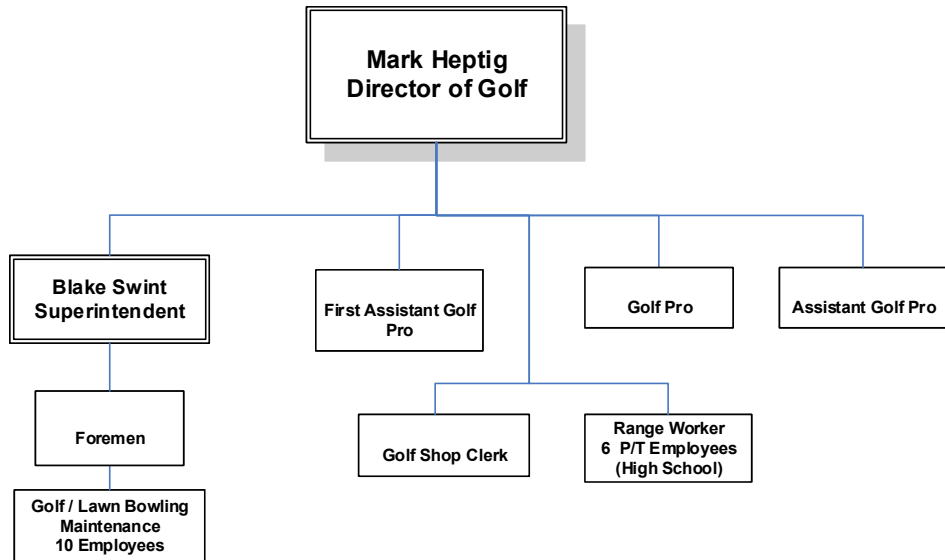 Mark Heptig
Director of Golf
Blake Swint
Superintendent
First Assistant Golf
Pro
Golf Pro
Assistant Golf Pro
Foremen
Golf Shop Clerk
Range Worker
6 P/T Employees
(High School)
Golf / Lawn Bowling
Maintenance
10 Employees